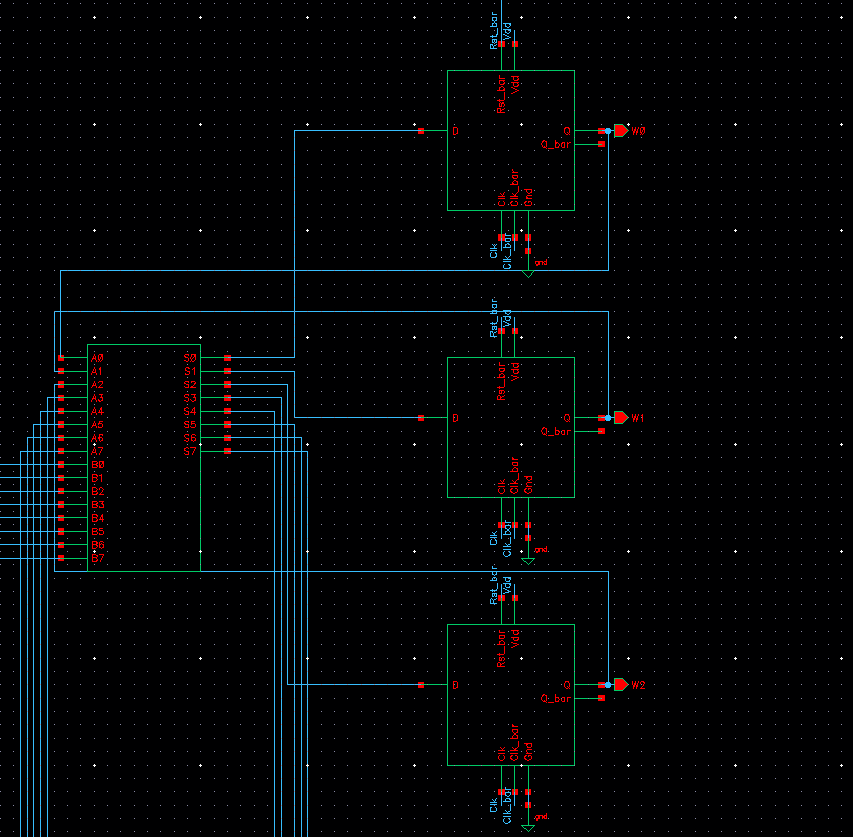 Rst_bar Vdd
Rst_bar Vdd
D Q W0
Q_bar
Clk Clk_bar Gnd
Clk Clk_bar gnd
Rst_bar Vdd
Rst_bar Vdd
D Q W1
Q_bar
Clk Clk_bar Gnd
Clk Clk_bar gnd
A0 S0
A1 S1
A2 S2
A3 S3
A4 S4
A5 S5
A6 S6
A7 S7
B0
B1
B2
B3
B4
B5
B6
B7
Rst_bar Vdd
Rst_bar Vdd
D Q W2
Q_bar
Clk Clk_bar Gnd
Clk Clk_bar gnd